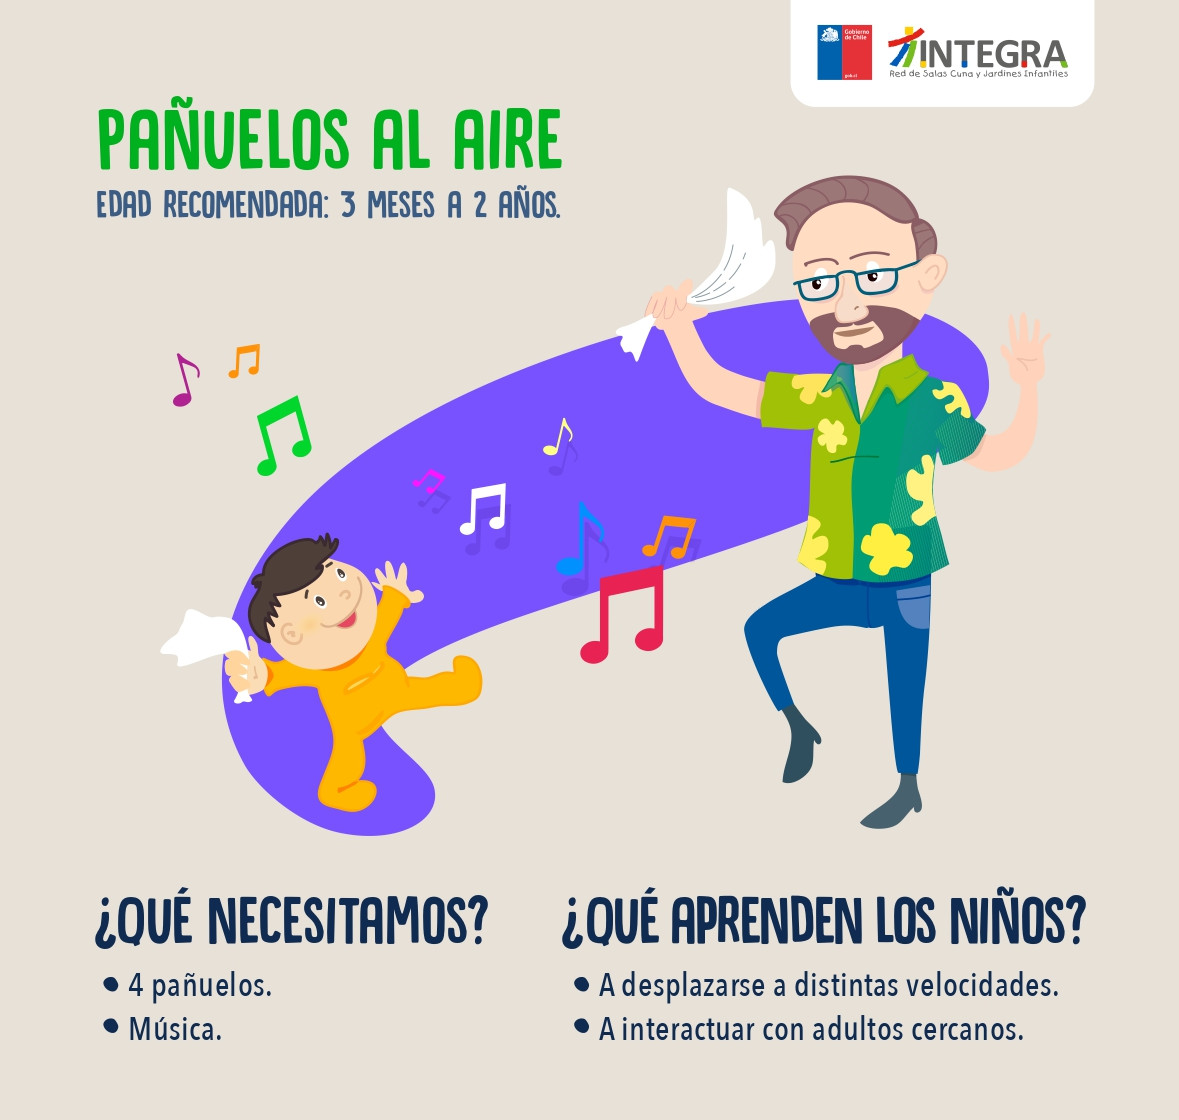 Gobierno
de Chile
gob.cl
INTEGRA
Red de Salas Cuna y Jardines Infantiles
PAÑUELOS AL AIRE
EDAD RECOMENDADA: 3 MESES A 2 AÑOS.
¿QUÉ NECESITAMOS?
• 4 pañuelos.
• Música.
¿QUÉ APRENDEN LOS NIÑOS?
• A desplazarse a distintas velocidades.
• A interactuar con adultos cercanos.